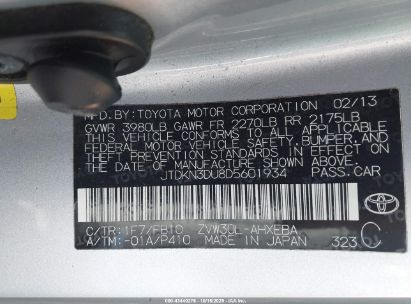 MFD.BY:TOYOTA MOTOR CORPORATION 02/13
GVWR 3980LB GAWR FR 2270LB RR 2175LB
THIS VEHICLE CONFORMS TO ALL APPLICABLE
FEDERAL MOTOR VEHICLE SAFETY, BUMPER, AND
THEFT PREVENTION STANDARDS IN EFFECT ON
THE DATE OF MANUFACTURE SHOWN ABOVE.
JTDKN3DU8D5601934 PASS.CAR
C/TR:1F7/FB10 ZVW30L-AHXEBA
A/TM:-01A/P410 MADE IN JAPAN 323 C